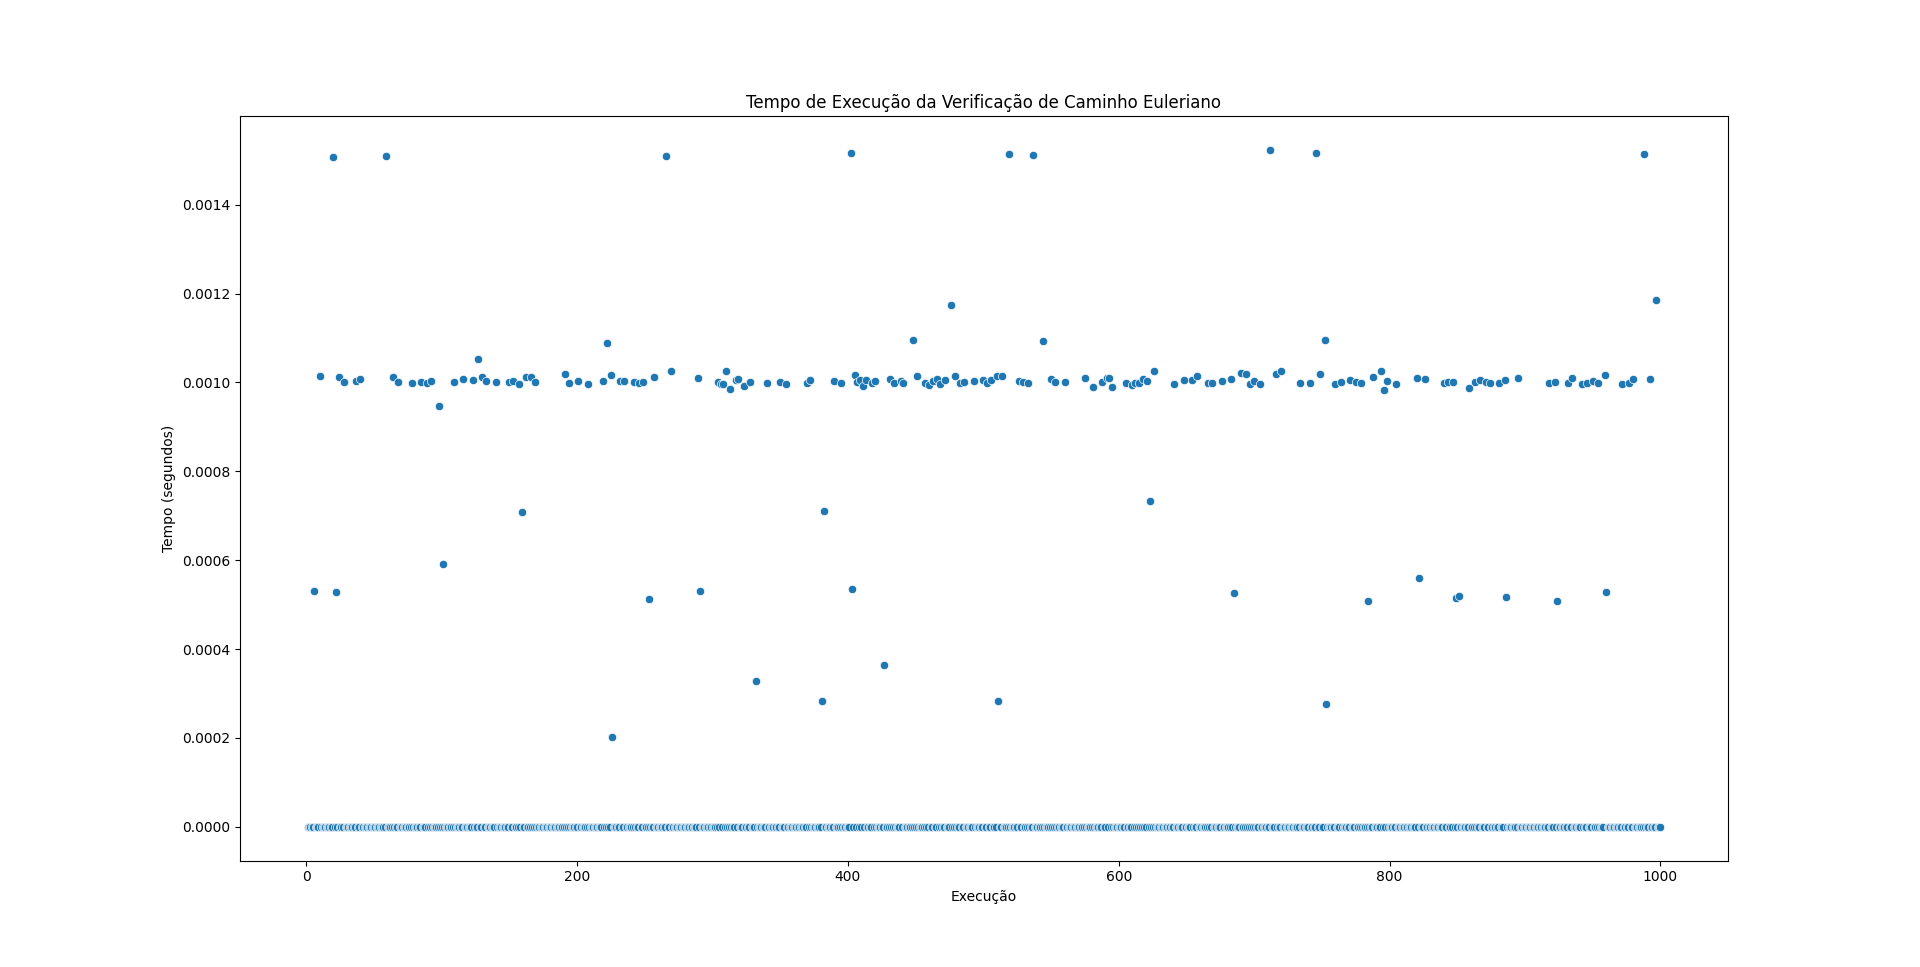 Tempo de Execução da Verificação de Caminho Euleriano
Tempo (segundos)
0.0014
0.0012
0.0010
0.0008
0.0006
0.0004
0.0002
0.0000
0 200 400 600 800 1000
Execução